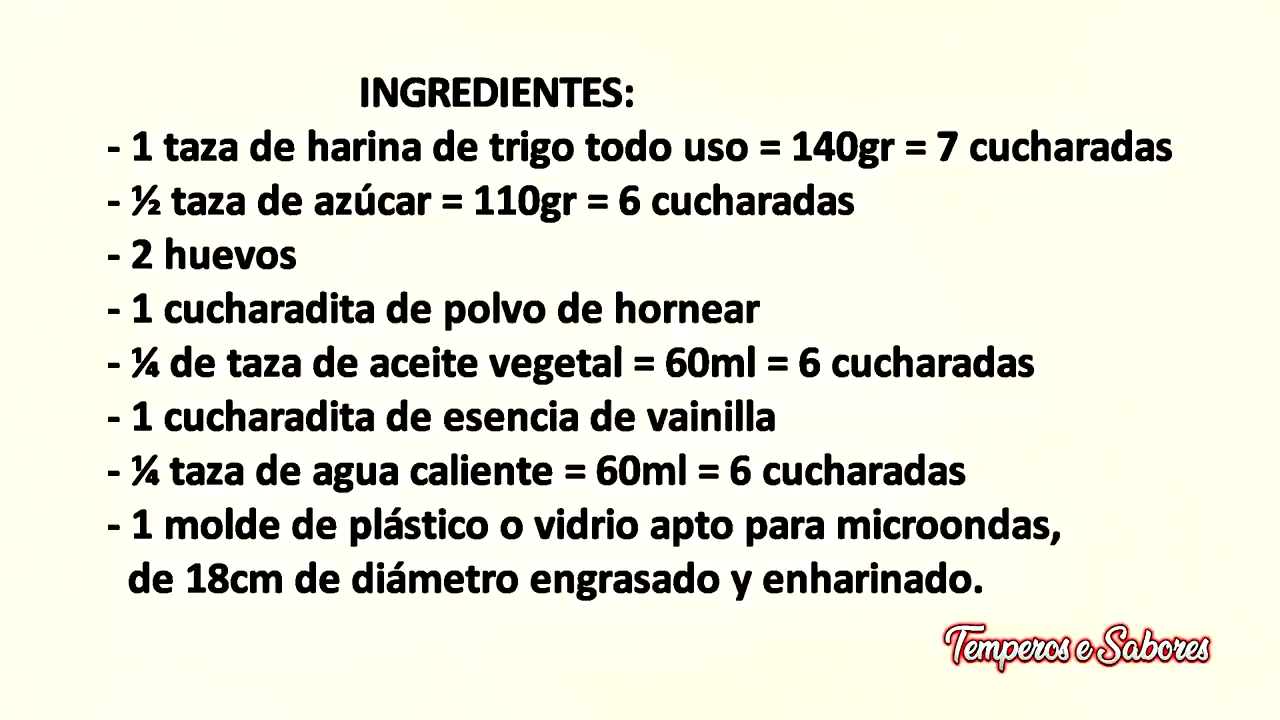 INGREDIENTES:
- 1 taza de harina de trigo todo uso = 140gr = 7 cucharadas
- ½ taza de azúcar = 110gr = 6 cucharadas
- 2 huevos
- 1 cucharadita de polvo de hornear
- ¼ de taza de aceite vegetal = 60ml = 6 cucharadas
- 1 cucharadita de esencia de vainilla
- ¼ taza de agua caliente = 60ml = 6 cucharadas
- 1 molde de plástico o vidrio apto para microondas,
de 18cm de diámetro engrasado y enharinado.
Temperos e Sabores